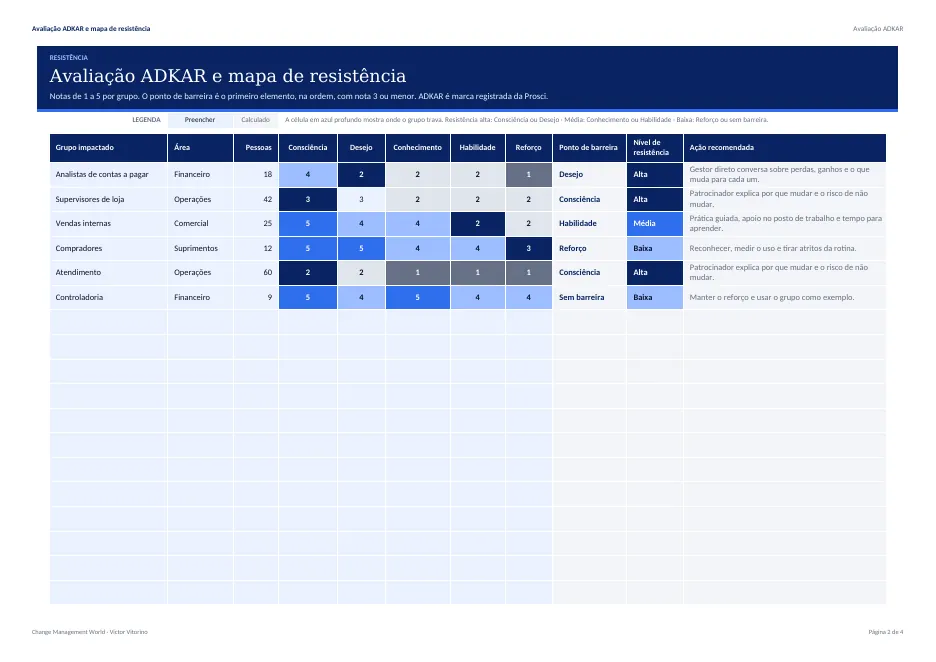 Avaliação ADKAR e mapa de resistência
Avaliação ADKAR
RESISTÊNCIA
Avaliação ADKAR e mapa de resistência
Notas de 1 a 5 por grupo. O ponto de barreira é o primeiro elemento, na ordem, com nota 3 ou menor. ADKAR é marca registrada da Prosci.
LEGENDA Preencher Calculado A célula em azul profundo mostra onde o grupo trava. Resistência alta: Consciência ou Desejo · Média: Conhecimento ou Habilidade · Baixa: Reforço ou sem barreira.
Grupo impactado Área Pessoas Consciência Desejo Conhecimento Habilidade Reforço Ponto de barreira Nível de resistência Ação recomendada
Analistas de contas a pagar Financeiro 18 4 2 2 2 1 Desejo Alta Gestor direto conversa sobre perdas, ganhos e o que muda para cada um.
Supervisores de loja Operações 42 3 3 2 2 2 Consciência Alta Patrocinador explica por que mudar e o risco de não mudar.
Vendas internas Comercial 25 5 4 4 2 2 Habilidade Média Prática guiada, apoio no posto de trabalho e tempo para aprender.
Compradores Suprimentos 12 5 5 4 4 3 Reforço Baixa Reconhecer, medir o uso e tirar atritos da rotina.
Atendimento Operações 60 2 2 1 1 1 Consciência Alta Patrocinador explica por que mudar e o risco de não mudar.
Controladoria Financeiro 9 5 4 5 4 4 Sem barreira Baixa Manter o reforço e usar o grupo como exemplo.
Change Management World · Victor Vitorino
Página 2 de 4